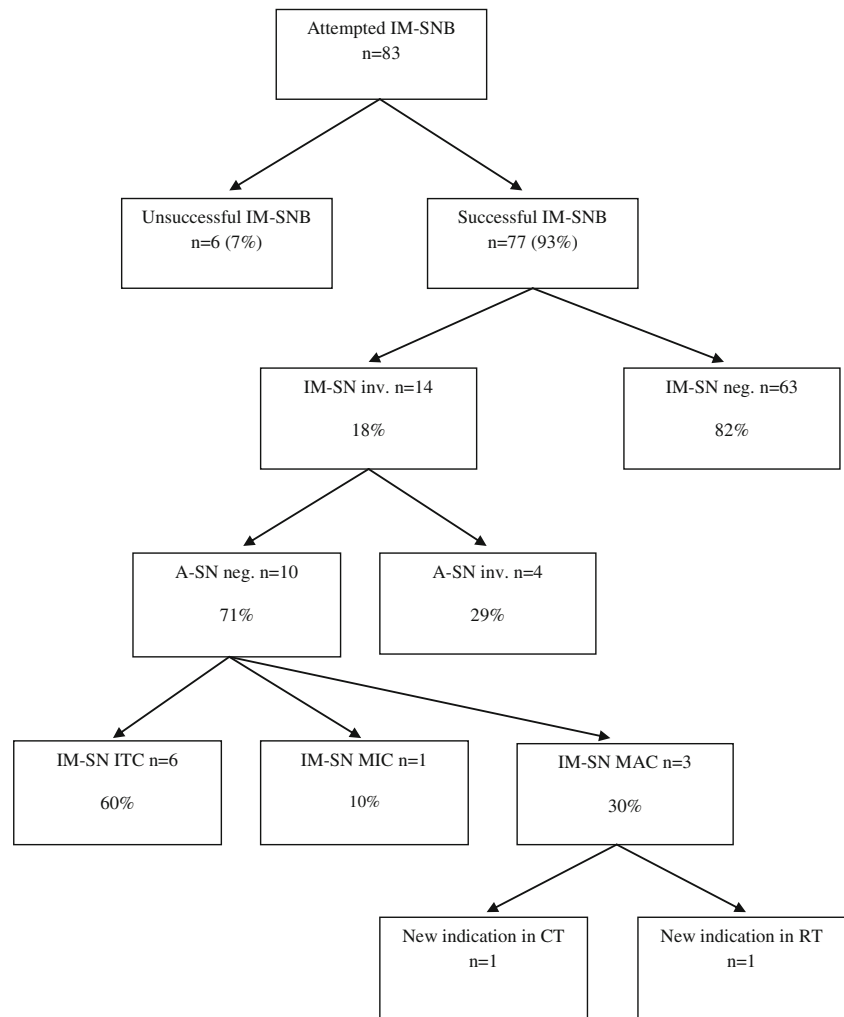 Attempted IM-SNB
n=83
Unsuccessful IM-SNB
n=6 (7%)
Successful IM-SNB
n=77 (93%)
IM-SN inv. n=14
18%
IM-SN neg. n=63
82%
A-SN neg. n=10
71%
A-SN inv. n=4
29%
IM-SN ITC n=6
60%
IM-SN MIC n=1
10%
IM-SN MAC n=3
30%
New indication in CT
n=1
New indication in RT
n=1